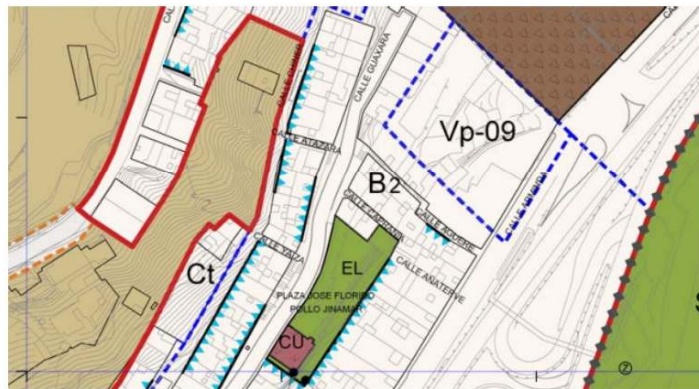 CALLE GUAXARA
Vp-09
CALLE ATAZARA
B2
CALLE AGUERE
CALLE YAIZA
Ct
EL
CALLE ANATERVE
PLAZA JOSE FLORIDO
POLLO JINAMAR
CU
Z